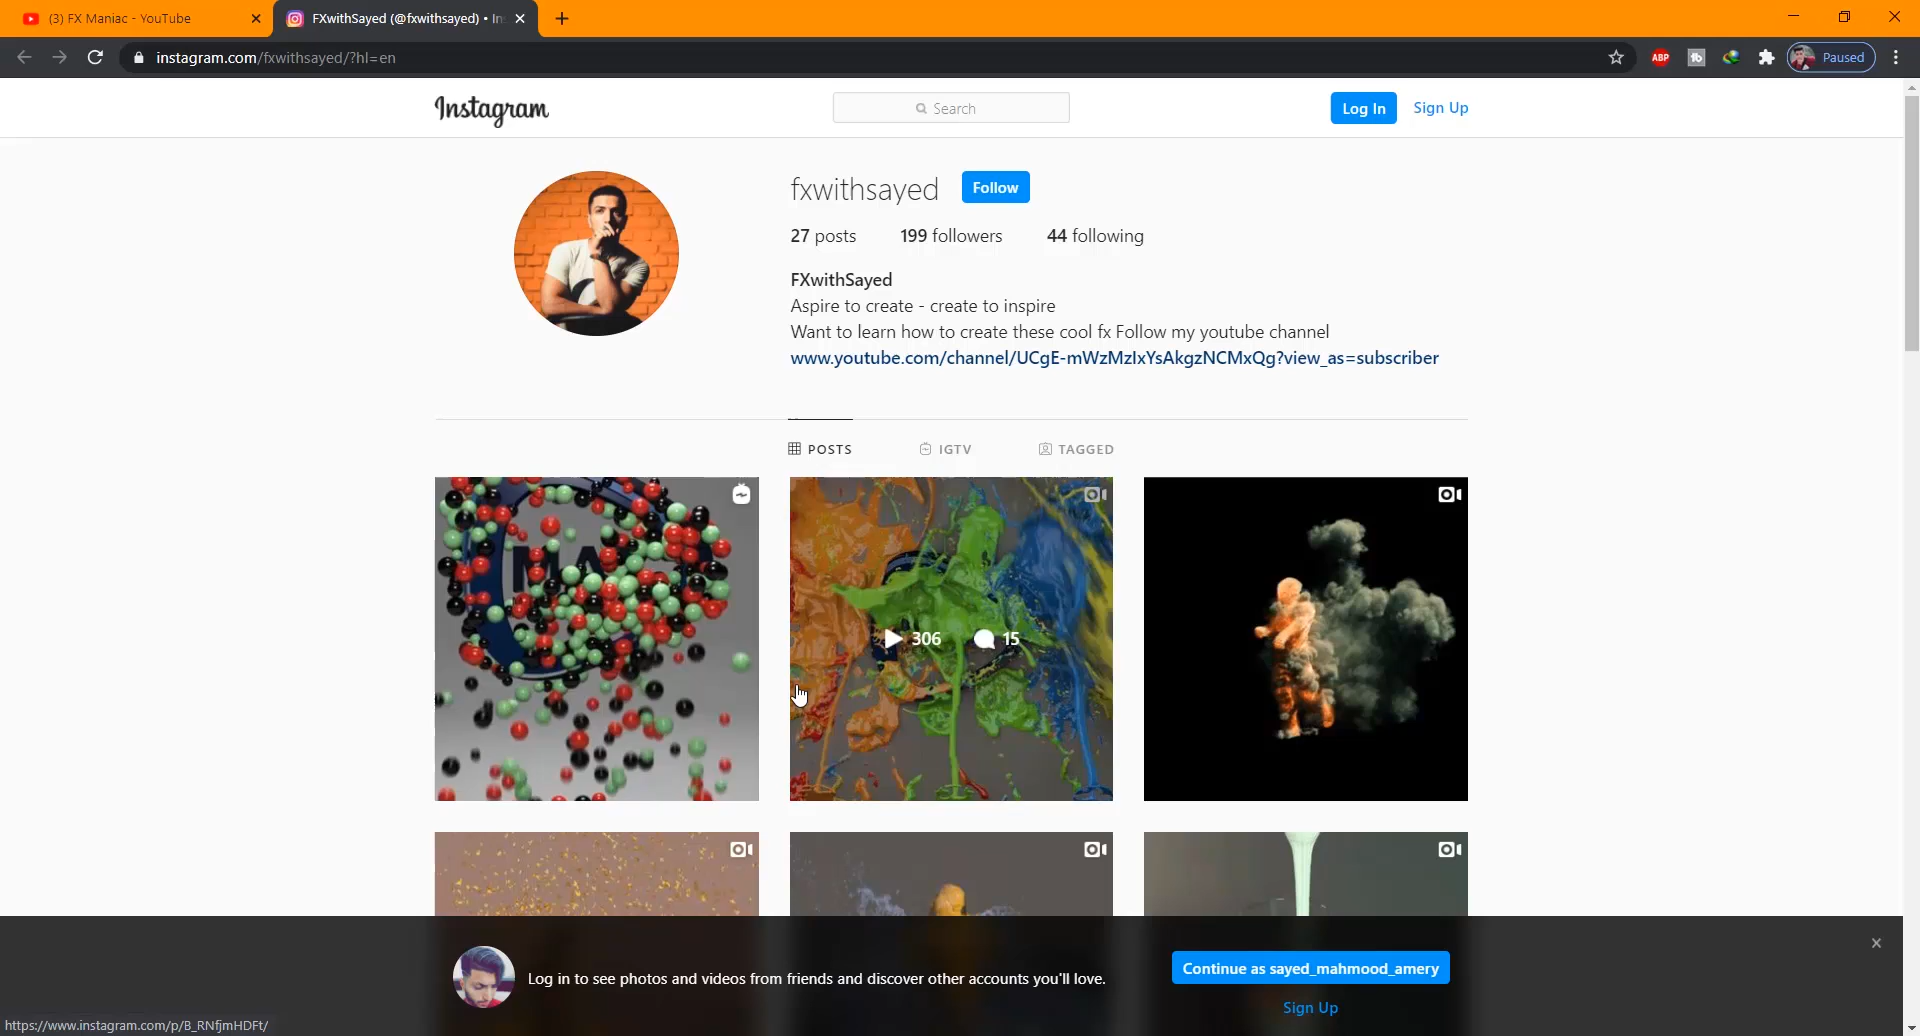 (3) FX Maniac - YouTube
FXwithSayed (@fxwithsayed) • In
instagram.com/fxwithsayed/?hl=en
ABP
Paused
Instagram
Search
Log In
Sign Up
fxwithsayed
Follow
27 posts
199 followers
44 following
FXwithSayed
Aspire to create - create to inspire
Want to learn how to create these cool fx Follow my youtube channel
www.youtube.com/channel/UCgE-mWzMzIxYsAkgzNCMxQg?view_as=subscriber
POSTS
IGTV
TAGGED
306
15
Log in to see photos and videos from friends and discover other accounts you'll love.
Continue as sayed_mahmood_amery
Sign Up
https://www.instagram.com/p/B_RNfjmHDFt/